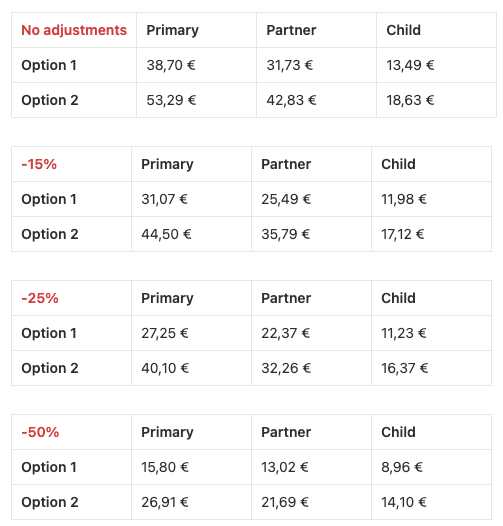 No adjustments Primary Partner Child
Option 1 38,70 € 31,73 € 13,49 €
Option 2 53,29 € 42,83 € 18,63 €
-15% Primary Partner Child
Option 1 31,07 € 25,49 € 11,98 €
Option 2 44,50 € 35,79 € 17,12 €
-25% Primary Partner Child
Option 1 27,25 € 22,37 € 11,23 €
Option 2 40,10 € 32,26 € 16,37 €
-50% Primary Partner Child
Option 1 15,80 € 13,02 € 8,96 €
Option 2 26,91 € 21,69 € 14,10 €